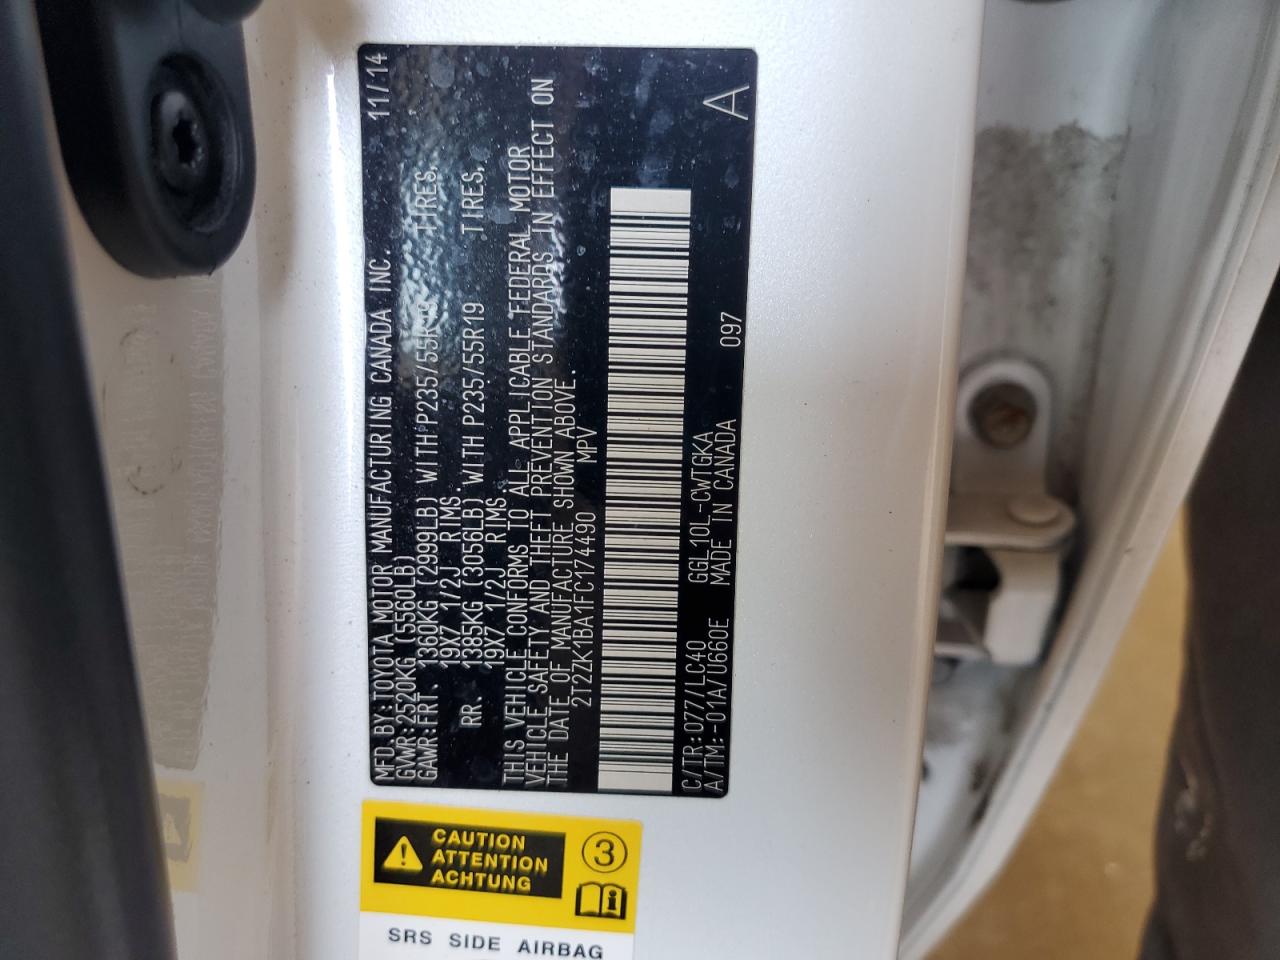 MFD.BY:TOYOTA MOTOR MANUFACTURING CANADA INC. 11/14
GVWR:2520KG (5560LB)
GAWR:FRT. 1360KG (2999LB) WITH P235/55R19 TIRES,
19X7 1/2J RIMS.
RR. 1385KG (3056LB) WITH P235/55R19 TIRES,
19X7 1/2J RIMS.
THIS VEHICLE CONFORMS TO ALL APPLICABLE FEDERAL MOTOR
VEHICLE SAFETY AND THEFT PREVENTION STANDARDS IN EFFECT ON
THE DATE OF MANUFACTURE SHOWN ABOVE.
2T2ZK1BA1FC174490 MPV
C/TR:077/LC40 GGL10L-CWTGKA 097 A
A/TM:-01A/U660E MADE IN CANADA
CAUTION
ATTENTION
ACHTUNG
3
SRS SIDE AIRBAG